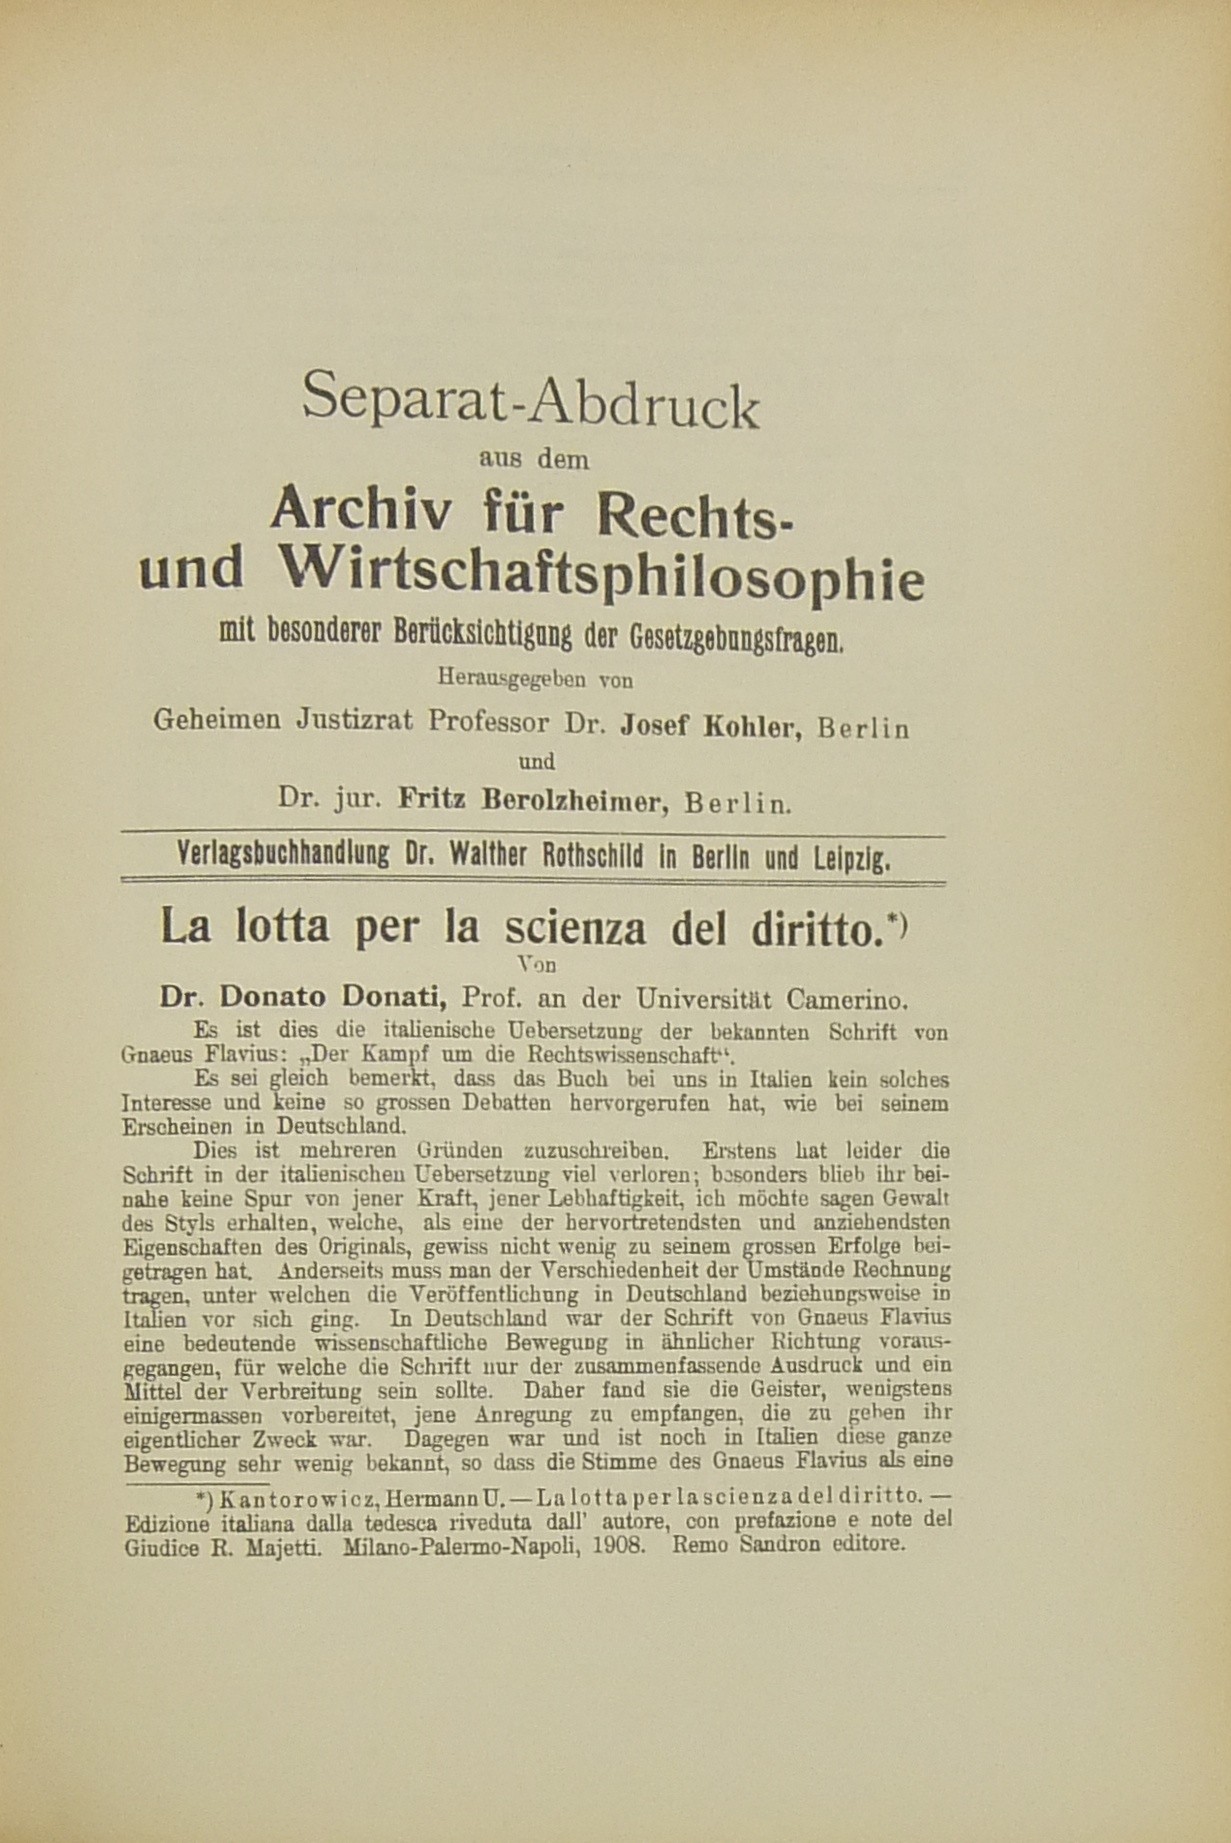 Separat-Abdruck
aus dem
Archiv für Rechts-
und Wirtschaftsphilosophie
mit besonderer Berücksichtigung der Gesetzgebungsfragen.
Herausgegeben von
Geheimen Justizrat Professor Dr. Josef Kohler, Berlin
und
Dr. jur. Fritz Berolzheimer, Berlin.
Verlagsbuchhandlung Dr. Walther Rothschild in Berlin und Leipzig.
La lotta per la scienza del diritto.*)
Von
Dr. Donato Donati, Prof. an der Universität Camerino.
Es ist dies die italienische Uebersetzung der bekannten Schrift von
Gnaeus Flavius: „Der Kampf um die Rechtswissenschaft“.
Es sei gleich bemerkt, dass das Buch bei uns in Italien kein solches
Interesse und keine so grossen Debatten hervorgerufen hat, wie bei seinem
Erscheinen in Deutschland.
Dies ist mehreren Gründen zuzuschreiben. Erstens hat leider die
Schrift in der italienischen Uebersetzung viel verloren; besonders blieb ihr bei-
nahe keine Spur von jener Kraft, jener Lebhaftigkeit, ich möchte sagen Gewalt
des Styls erhalten, welche, als eine der hervortretendsten und anziehendsten
Eigenschaften des Originals, gewiss nicht wenig zu seinem grossen Erfolge bei-
getragen hat. Anderseits muss man der Verschiedenheit der Umstände Rechnung
tragen, unter welchen die Veröffentlichung in Deutschland beziehungsweise in
Italien vor sich ging. In Deutschland war der Schrift von Gnaeus Flavius
eine bedeutende wissenschaftliche Bewegung in ähnlicher Richtung voraus-
gegangen, für welche die Schrift nur der zusammenfassende Ausdruck und ein
Mittel der Verbreitung sein sollte. Daher fand sie die Geister, wenigstens
einigermassen vorbereitet, jene Anregung zu empfangen, die zu geben ihr
eigentlicher Zweck war. Dagegen war und ist noch in Italien diese ganze
Bewegung sehr wenig bekannt, so dass die Stimme des Gnaeus Flavius als eine
*) Kantorowicz, Hermann U. — La lotta per la scienza del diritto. —
Edizione italiana dalla tedesca riveduta dall' autore, con prefazione e note del
Giudice R. Majetti. Milano-Palermo-Napoli, 1908. Remo Sandron editore.